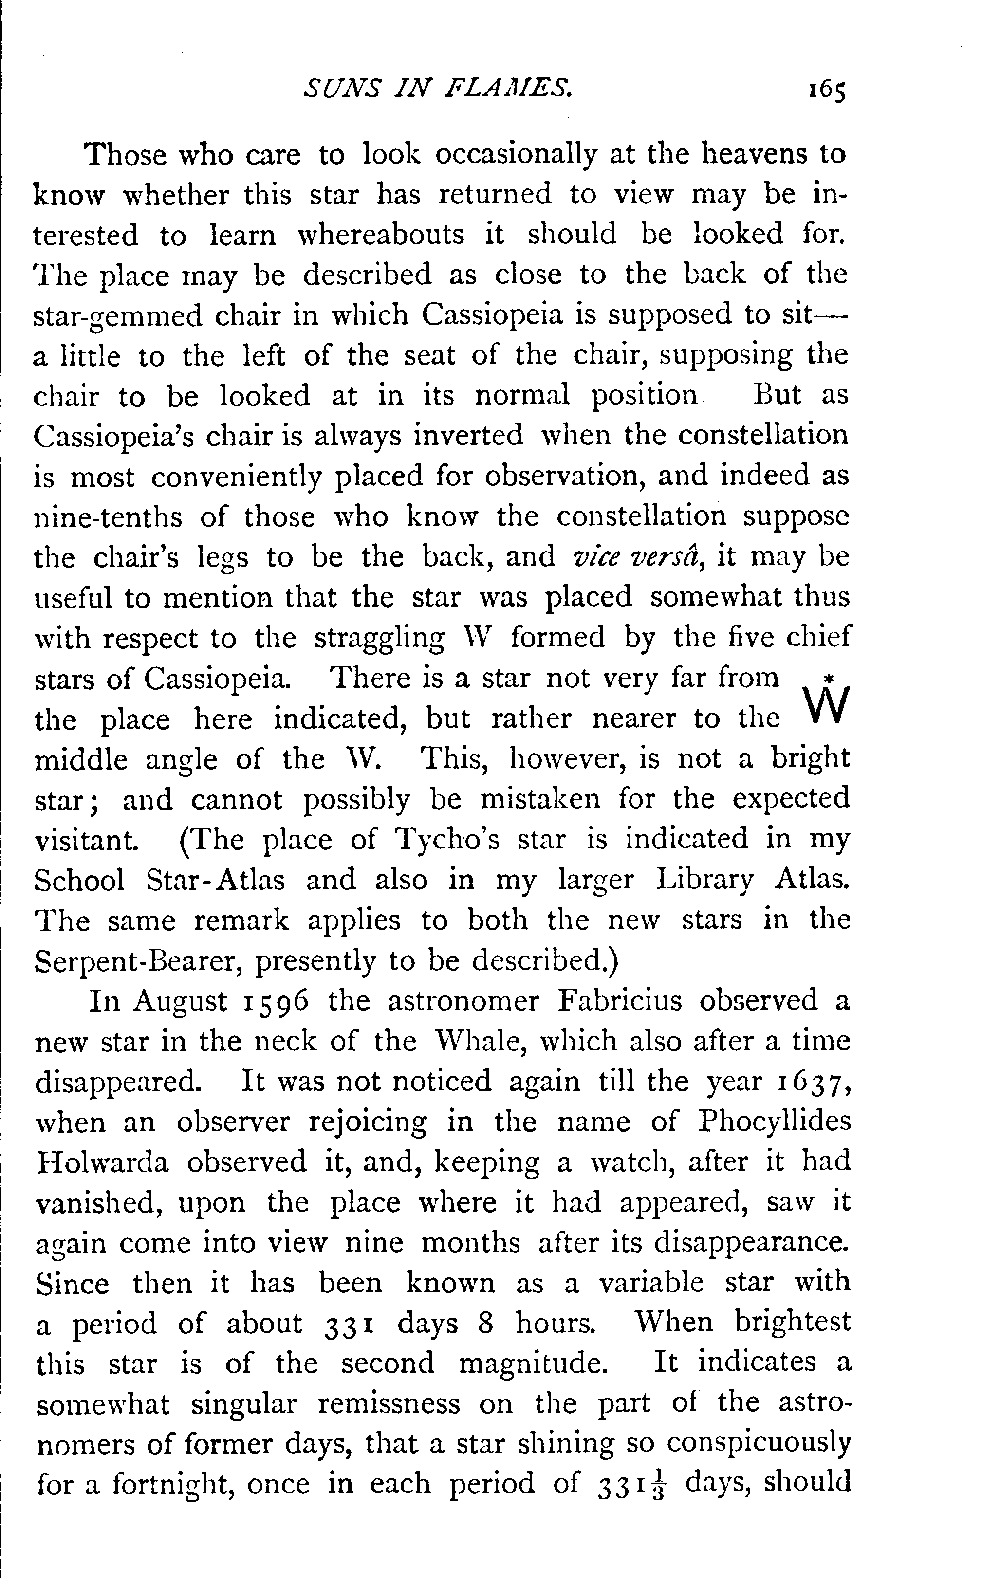 SUNS IN FLAMES. 165
Those who care to look occasionally at the heavens to
know whether this star has returned to view may be in-
terested to learn whereabouts it should be looked for.
The place may be described as close to the back of the
star-gemmed chair in which Cassiopeia is supposed to sit—
a little to the left of the seat of the chair, supposing the
chair to be looked at in its normal position But as
Cassiopeia's chair is always inverted when the constellation
is most conveniently placed for observation, and indeed as
nine-tenths of those who know the constellation suppose
the chair's legs to be the back, and vice versâ, it may be
useful to mention that the star was placed somewhat thus
with respect to the straggling W formed by the five chief
stars of Cassiopeia. There is a star not very far from *
the place here indicated, but rather nearer to the W
middle angle of the W. This, however, is not a bright
star; and cannot possibly be mistaken for the expected
visitant. (The place of Tycho's star is indicated in my
School Star-Atlas and also in my larger Library Atlas.
The same remark applies to both the new stars in the
Serpent-Bearer, presently to be described.)
In August 1596 the astronomer Fabricius observed a
new star in the neck of the Whale, which also after a time
disappeared. It was not noticed again till the year 1637,
when an observer rejoicing in the name of Phocyllides
Holwarda observed it, and, keeping a watch, after it had
vanished, upon the place where it had appeared, saw it
again come into view nine months after its disappearance.
Since then it has been known as a variable star with
a period of about 331 days 8 hours. When brightest
this star is of the second magnitude. It indicates a
somewhat singular remissness on the part of the astro-
nomers of former days, that a star shining so conspicuously
for a fortnight, once in each period of 331⅓ days, should